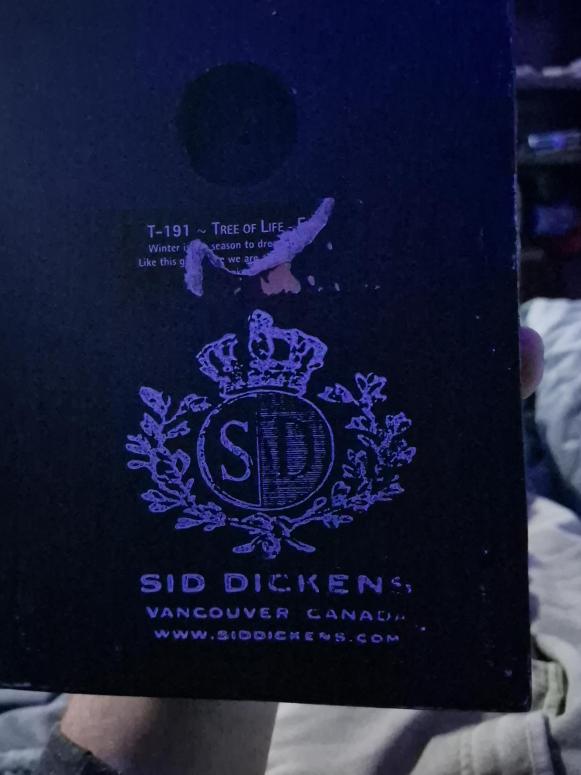 T-191 ~ TREE OF LIFE -
Winter season to
Like this we are
SD
SID DICKENS
VANCOUVER CANADA
WWW.SIDDICKENS.COM